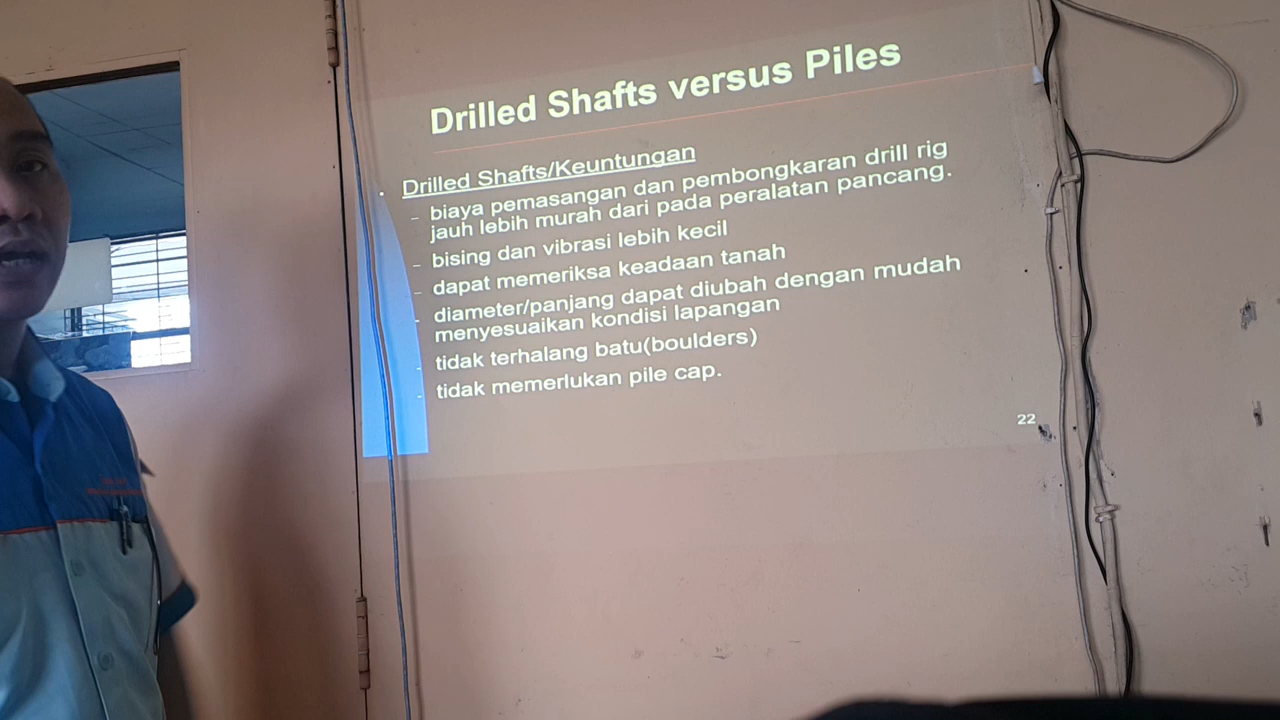 Drilled Shafts versus Piles
• Drilled Shafts/Keuntungan
– biaya pemasangan dan pembongkaran drill rig
jauh lebih murah dari pada peralatan pancang.
– bising dan vibrasi lebih kecil
– dapat memeriksa keadaan tanah
– diameter/panjang dapat diubah dengan mudah
menyesuaikan kondisi lapangan
– tidak terhalang batu(boulders)
– tidak memerlukan pile cap.
22